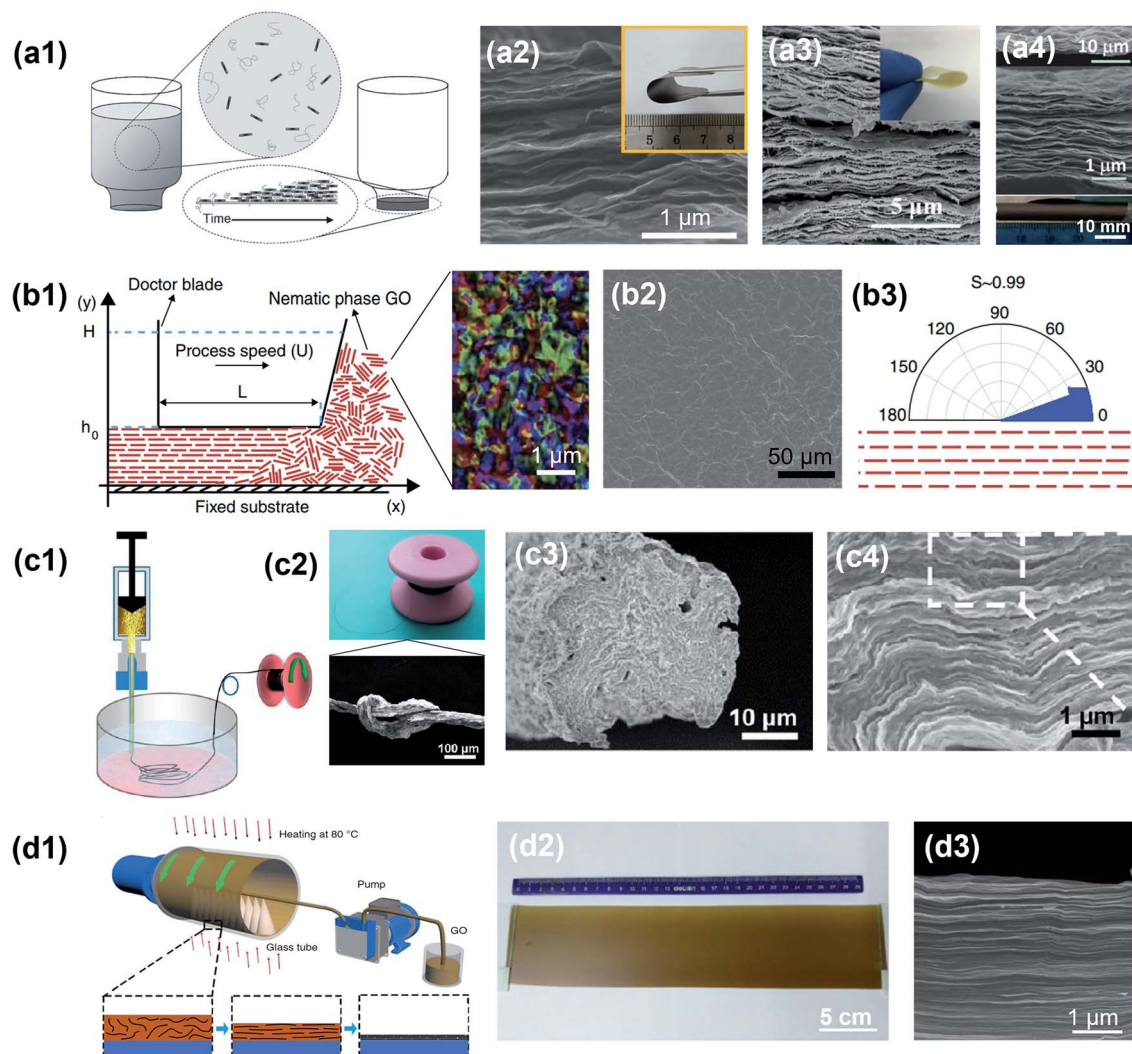 (a1)
Time
(a2)
5 6 7 8
1 µm
(a3)
5 µm
(a4)
10 µm
1 µm
10 mm
(b1)
(y)
Doctor blade
Nematic phase GO
H
Process speed (U)
L
h0
Fixed substrate
(x)
1 µm
(b2)
50 µm
(b3)
S~0.99
90
120
60
150
30
180
0
(c1)
(c2)
100 µm
(c3)
10 µm
(c4)
1 µm
(d1)
Heating at 80 °C
Pump
Glass tube
GO
(d2)
5 cm
(d3)
1 µm